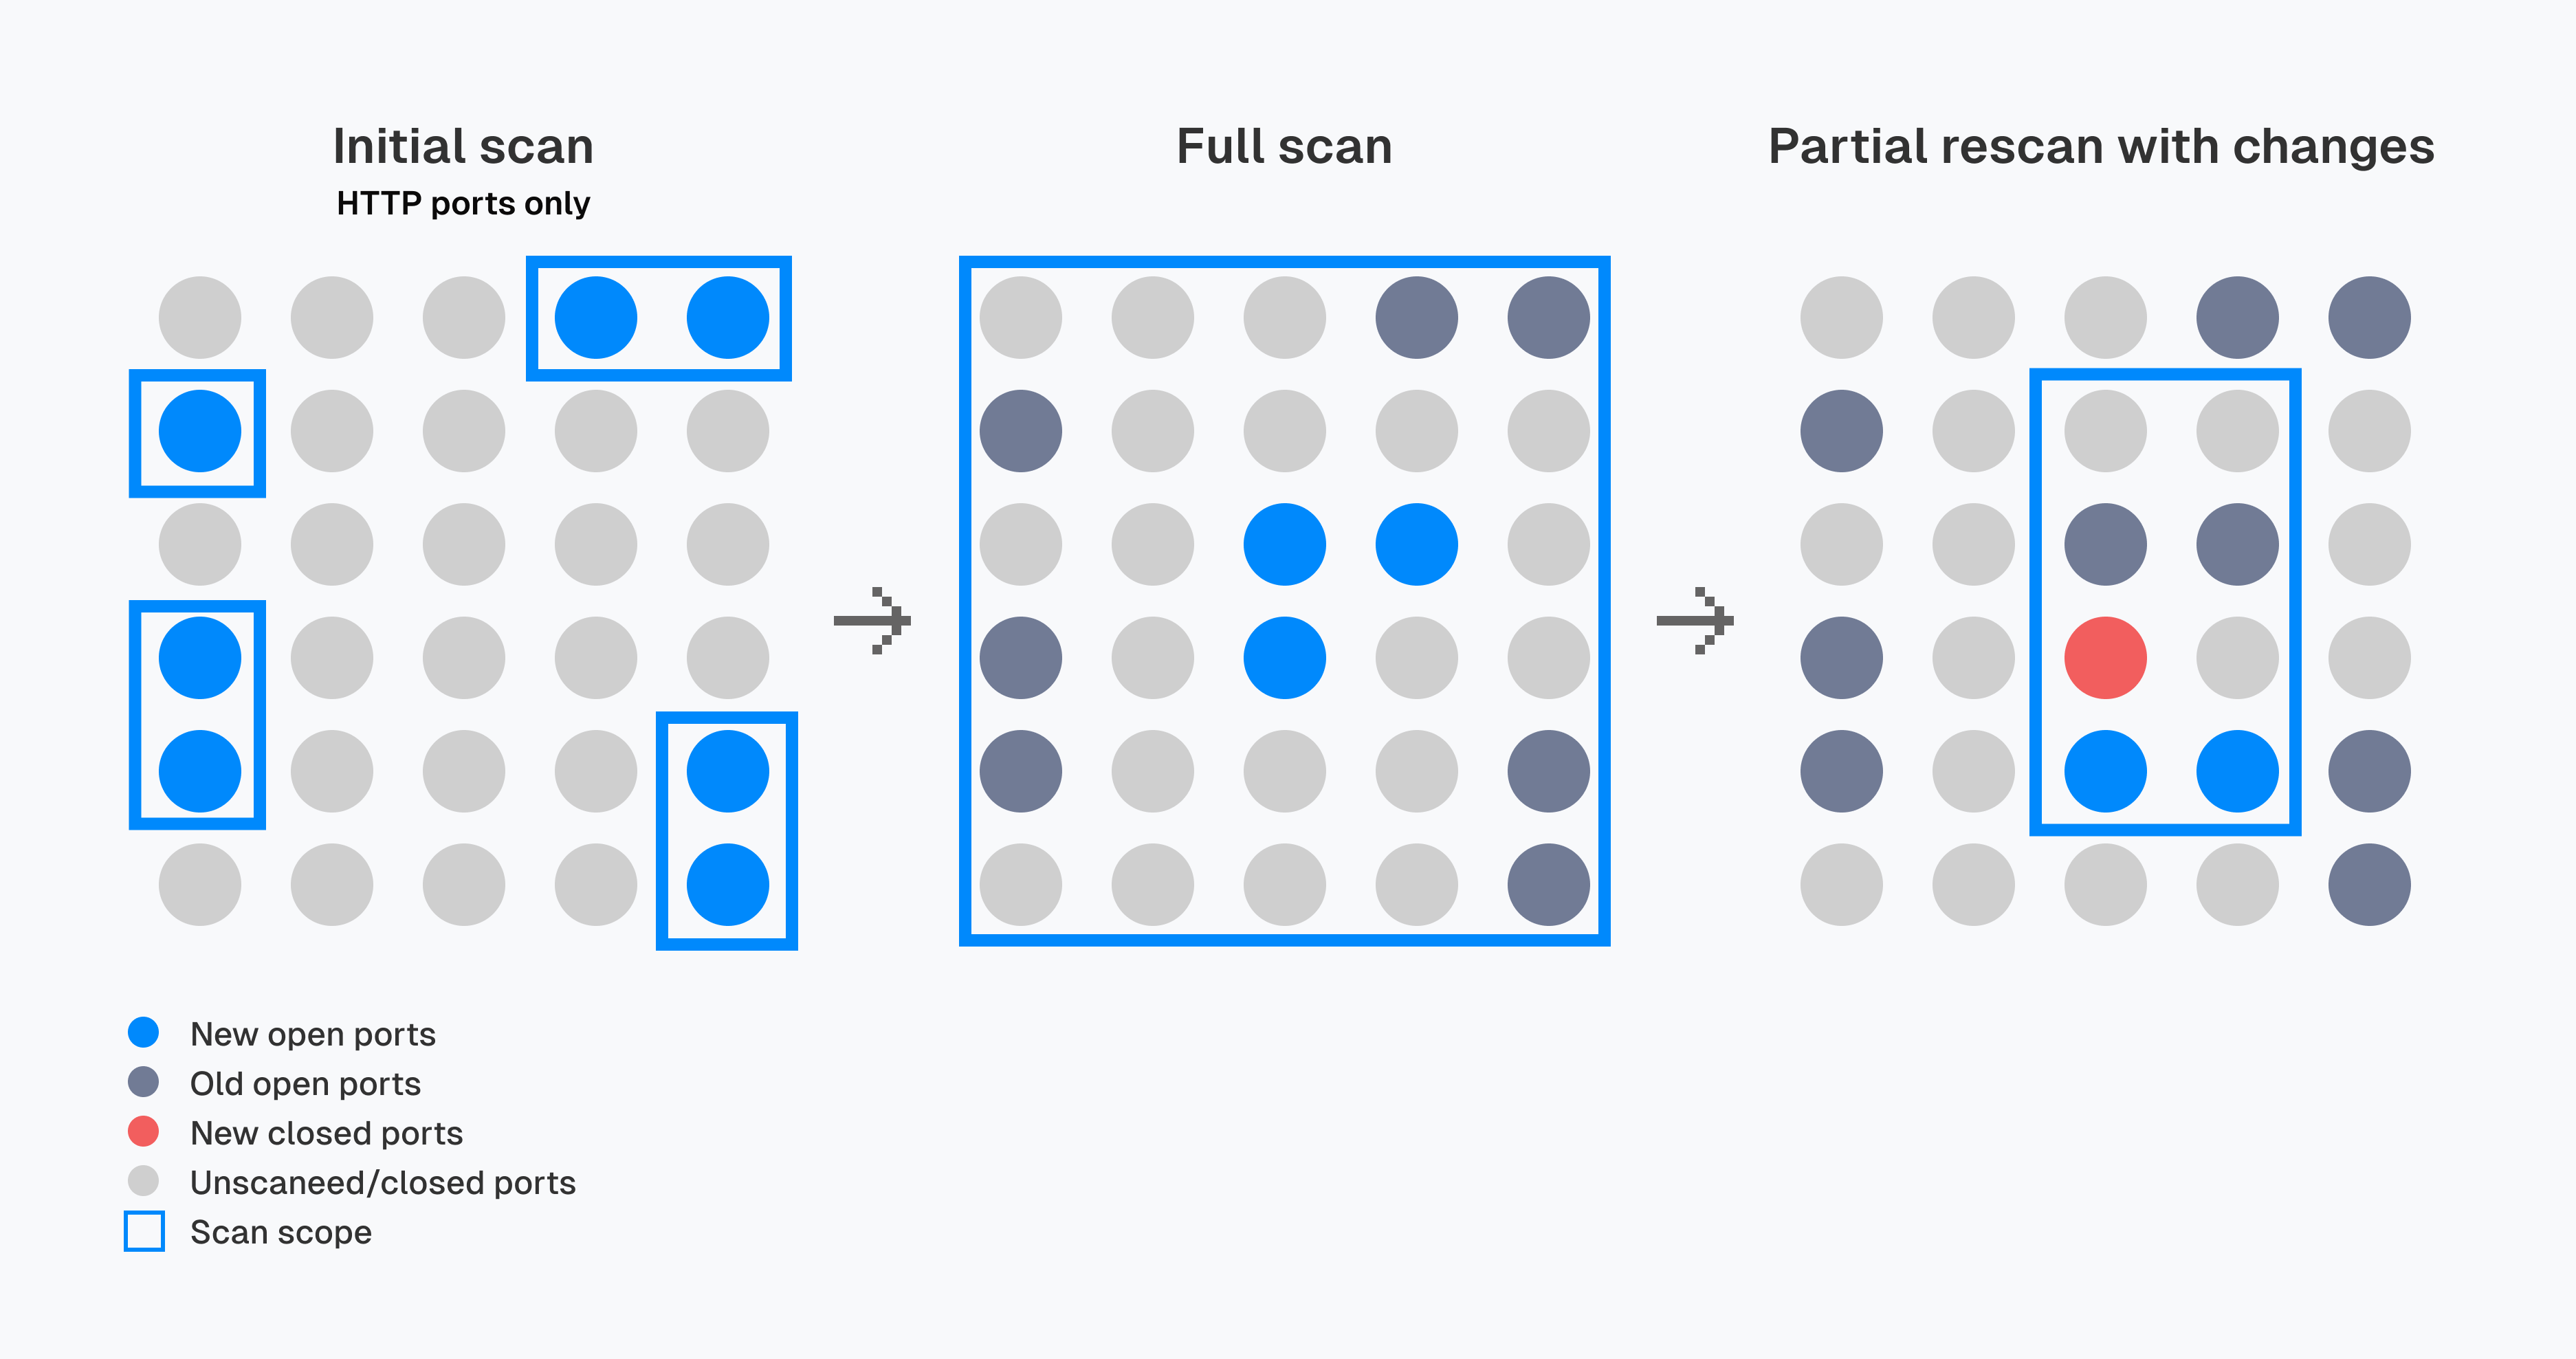 Initial scan
HTTP ports only
Full scan
Partial rescan with changes
New open ports
Old open ports
New closed ports
Unscaneed/closed ports
Scan scope